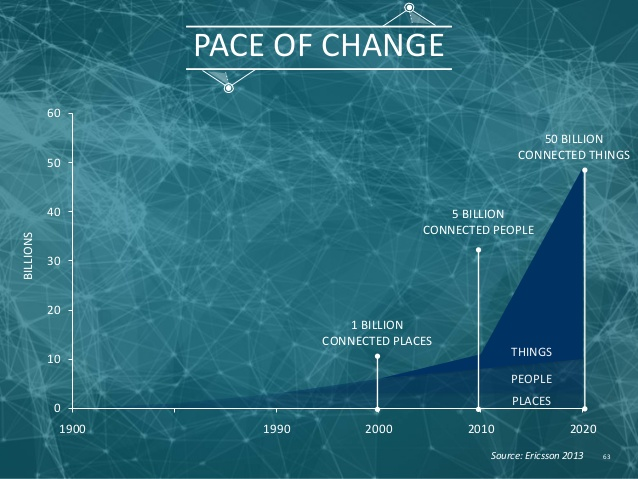 PACE OF CHANGE
60
50
40
30
20
10
0
BILLIONS
50 BILLION
CONNECTED THINGS
5 BILLION
CONNECTED PEOPLE
1 BILLION
CONNECTED PLACES
THINGS
PEOPLE
PLACES
1900
1990
2000
2010
2020
Source: Ericsson 2013
63